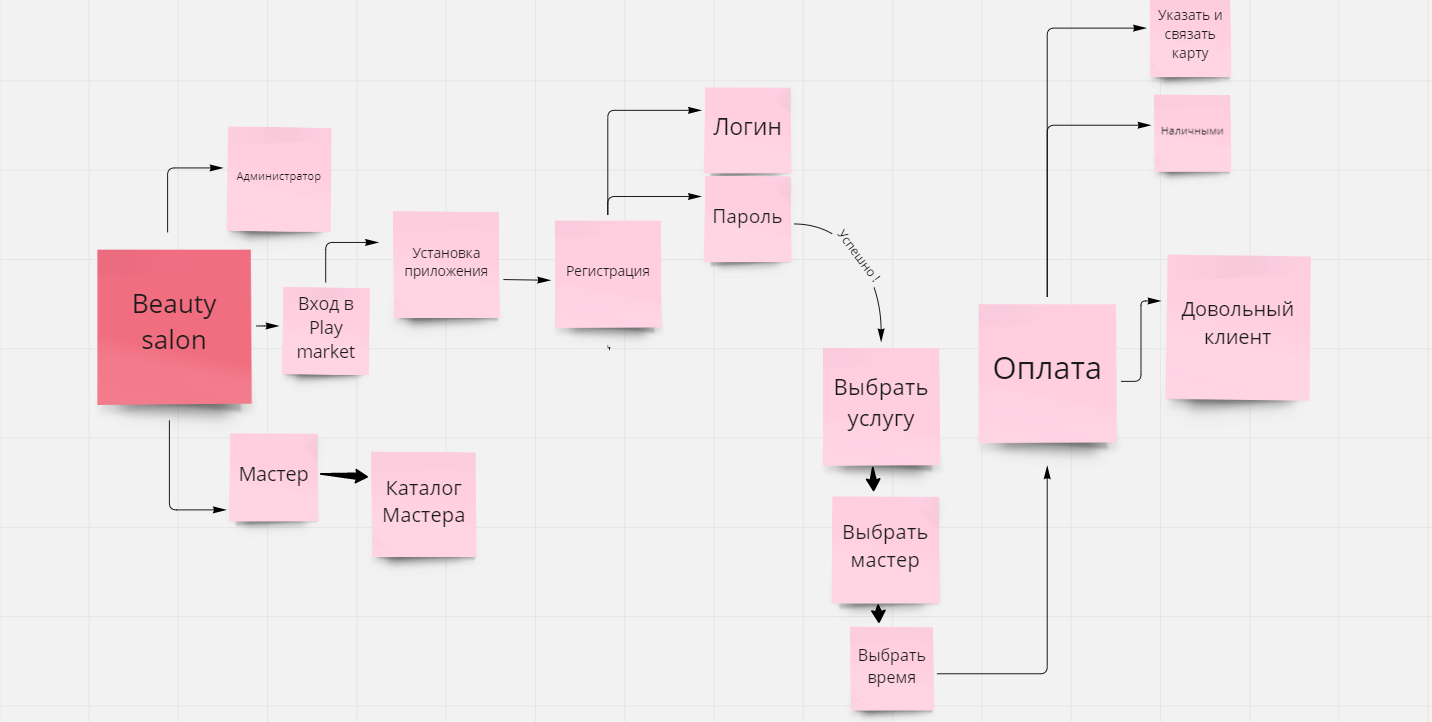 Указать и
связать
карту
Наличными
Логин
Пароль
Успешно!
Администратор
Установка
приложения
Регистрация
Beauty
salon
Вход в
Play
market
Мастер
Каталог
Мастера
Выбрать
услугу
Выбрать
мастер
Выбрать
время
Оплата
Довольный
клиент